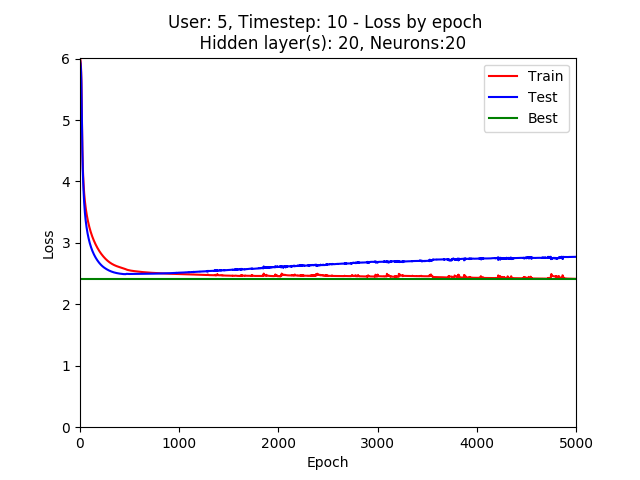 User: 5, Timestep: 10 - Loss by epoch
Hidden layer(s): 20, Neurons:20
Train
Test
Best
6
5
4
3
2
1
0
Loss
0 1000 2000 3000 4000 5000
Epoch